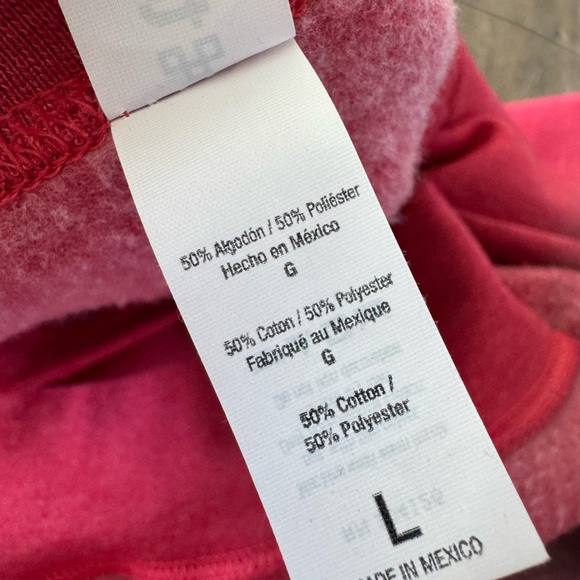 50% Algodón / 50% Poliéster
Hecho en México
G
50% Coton / 50% Polyester
Fabriqué au Mexique
G
50% Cotton /
50% Polyester
L
MADE IN MEXICO